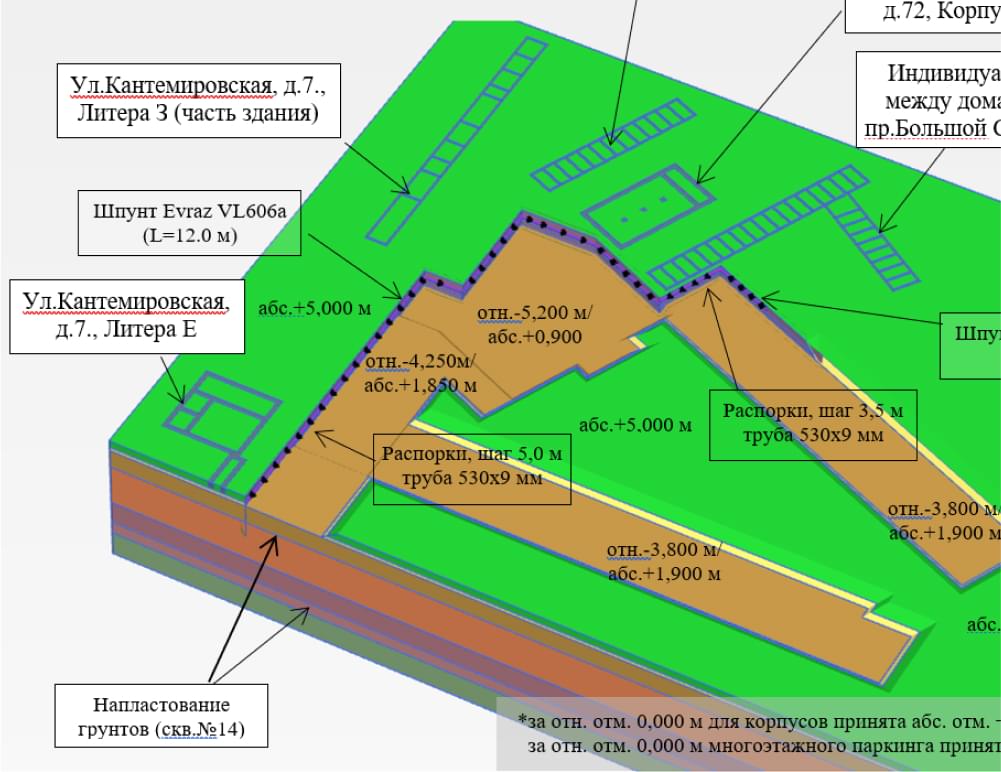 д.72, Корпу
Ул.Кантемировская, д.7.,
Литера З (часть здания)
Индивидуа
между дома
пр.Большой С
Шпунт Evraz VL606a
(L=12.0 м)
Ул.Кантемировская,
д.7., Литера Е
абс.+5,000 м
отн.-5,200 м/
абс.+0,900
Шпу
отн.-4,250м/
абс.+1,850 м
абс.+5,000 м
Распорки, шаг 3,5 м
труба 530х9 мм
Распорки, шаг 5,0 м
труба 530х9 мм
отн.-3,800 м/
абс.+1,900 м
отн.-3,800 м/
абс.+1,900 м
абс.
Напластование
грунтов (скв.№14)
*за отн. отм. 0,000 м для корпусов принята абс. отм. +
за отн. отм. 0,000 м многоэтажного паркинга принят